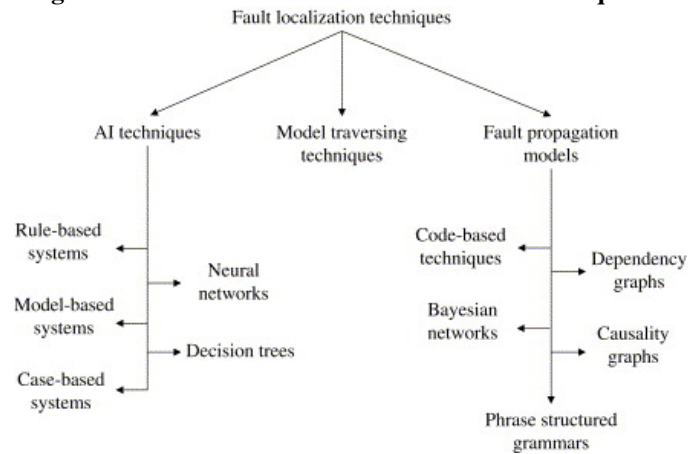 Fault localization techniques
AI techniques
Model traversing
techniques
Fault propagation
models
Rule-based
systems
Neural
networks
Model-based
systems
Decision trees
Case-based
systems
Code-based
techniques
Dependency
graphs
Bayesian
networks
Causality
graphs
Phrase structured
grammars